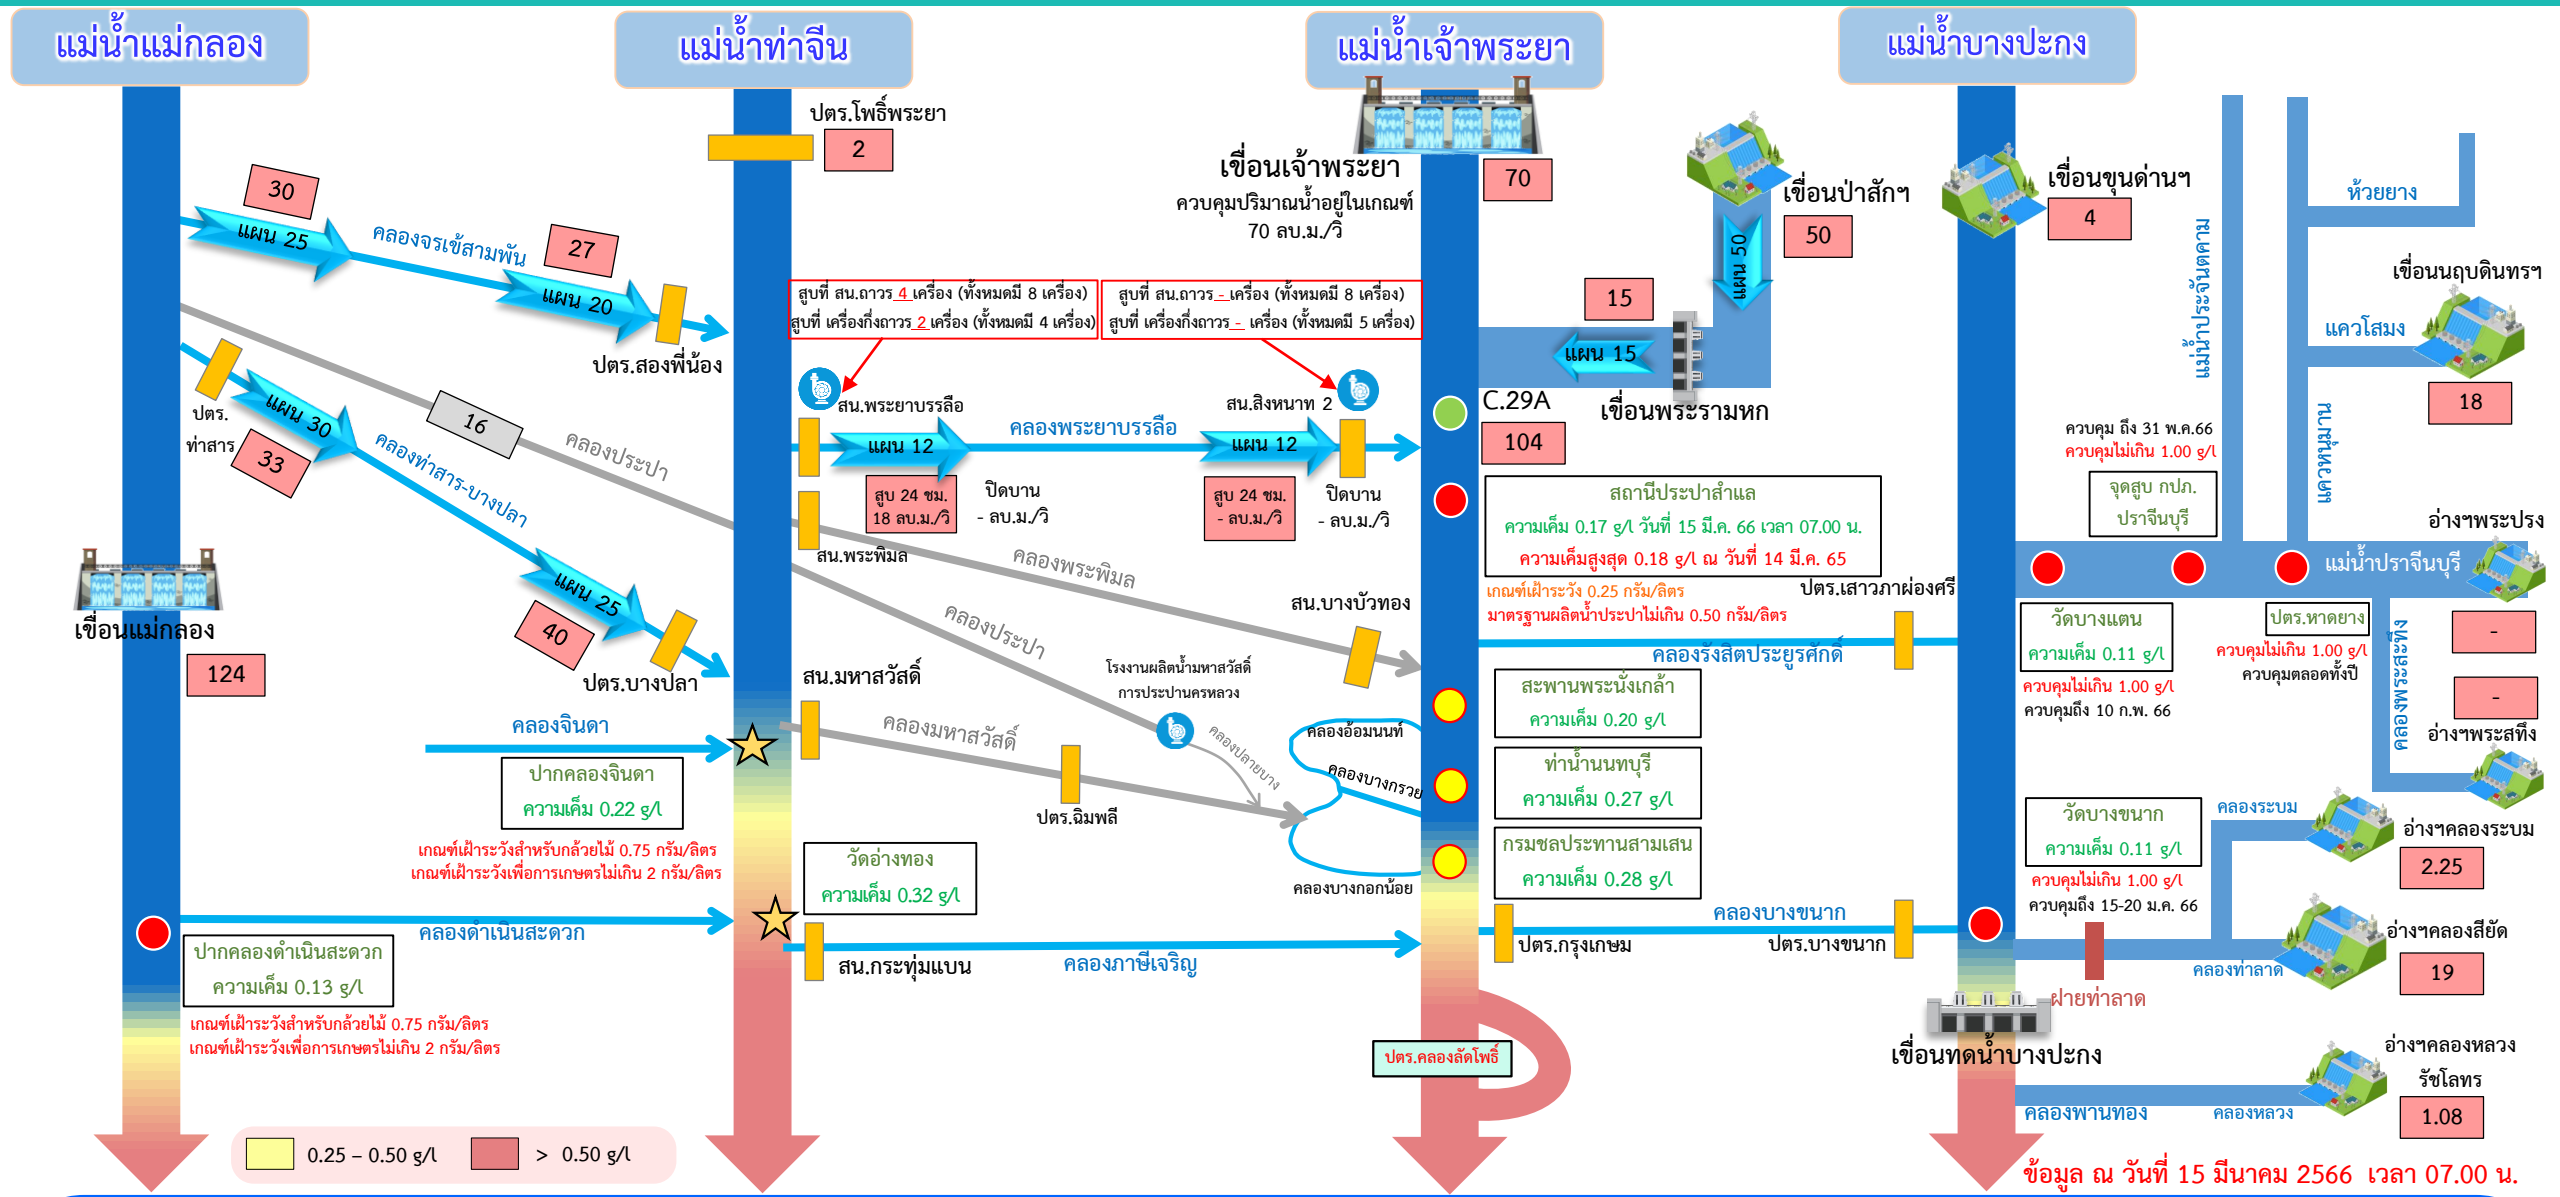 แม่น้ำแม่กลอง
แม่น้ำท่าจีน
แม่น้ำเจ้าพระยา
แม่น้ำบางปะกง
ปตร.โพธิ์พระยา
2
30
แผน 25
คลองจรเข้สามพัน
27
แผน 20
ปตร.สองพี่น้อง
ปตร.
ท่าสาร
แผน 30
33
คลองท่าสาร-บางปลา
16
คลองประปา
แผน 25
40
ปตร.บางปลา
เขื่อนแม่กลอง
124
คลองจินดา
ปากคลองจินดา
ความเค็ม 0.22 g/l
เกณฑ์เฝ้าระวังสำหรับกล้วยไม้ 0.75 กรัม/ลิตร
เกณฑ์เฝ้าระวังเพื่อการเกษตรไม่เกิน 2 กรัม/ลิตร
คลองดำเนินสะดวก
ปากคลองดำเนินสะดวก
ความเค็ม 0.13 g/l
เกณฑ์เฝ้าระวังสำหรับกล้วยไม้ 0.75 กรัม/ลิตร
เกณฑ์เฝ้าระวังเพื่อการเกษตรไม่เกิน 2 กรัม/ลิตร
0.25 – 0.50 g/l
> 0.50 g/l
เขื่อนเจ้าพระยา
ควบคุมปริมาณน้ำอยู่ในเกณฑ์
70 ลบ.ม./วิ
70
สูบที่ สน.ถาวร 4 เครื่อง (ทั้งหมดมี 8 เครื่อง)
สูบที่ เครื่องกึ่งถาวร 2 เครื่อง (ทั้งหมดมี 4 เครื่อง)
สูบที่ สน.ถาวร - เครื่อง (ทั้งหมดมี 8 เครื่อง)
สูบที่ เครื่องกึ่งถาวร - เครื่อง (ทั้งหมดมี 5 เครื่อง)
สน.พระยาบรรลือ
สน.สิงหนาท 2
แผน 12
คลองพระยาบรรลือ
แผน 12
สูบ 24 ชม.
18 ลบ.ม./วิ
ปิดบาน
- ลบ.ม./วิ
สูบ 24 ชม.
- ลบ.ม./วิ
ปิดบาน
- ลบ.ม./วิ
สน.พระพิมล
คลองพระพิมล
สน.บางบัวทอง
คลองประปา
โรงงานผลิตน้ำมหาสวัสดิ์
การประปานครหลวง
สน.มหาสวัสดิ์
คลองมหาสวัสดิ์
ปตร.ฉิมพลี
คลองปลายบาง
คลองอ้อมนนท์
คลองบางกรวย
คลองบางกอกน้อย
วัดอ่างทอง
ความเค็ม 0.32 g/l
สน.กระทุ่มแบน
คลองภาษีเจริญ
เขื่อนป่าสักฯ
50
แผน 50
15
แผน 15
เขื่อนพระรามหก
C.29A
104
สถานีประปาสำแล
ความเค็ม 0.17 g/l วันที่ 15 มี.ค. 66 เวลา 07.00 น.
ความเค็มสูงสุด 0.18 g/l ณ วันที่ 14 มี.ค. 65
เกณฑ์เฝ้าระวัง 0.25 กรัม/ลิตร
มาตรฐานผลิตน้ำประปาไม่เกิน 0.50 กรัม/ลิตร
ปตร.เสาวภาผ่องศรี
คลองรังสิตประยูรศักดิ์
สะพานพระนั่งเกล้า
ความเค็ม 0.20 g/l
ท่าน้ำนนทบุรี
ความเค็ม 0.27 g/l
กรมชลประทานสามเสน
ความเค็ม 0.28 g/l
ปตร.กรุงเกษม
คลองบางขนาก
ปตร.บางขนาก
ปตร.คลองลัดโพธิ์
เขื่อนขุนด่านฯ
4
แม่น้ำประจันตคาม
ห้วยยาง
เขื่อนนฤบดินทรฯ
แควโสมง
18
แควหนุมาน
ควบคุม ถึง 31 พ.ค.66
ควบคุมไม่เกิน 1.00 g/l
จุดสูบ กปภ.
ปราจีนบุรี
อ่างฯพระปรง
แม่น้ำปราจีนบุรี
-
วัดบางแตน
ความเค็ม 0.11 g/l
ควบคุมไม่เกิน 1.00 g/l
ควบคุมถึง 10 ก.พ. 66
ปตร.หาดยาง
ควบคุมไม่เกิน 1.00 g/l
ควบคุมตลอดทั้งปี
คลองพระสะทึง
-
อ่างฯพระสทึง
วัดบางขนาก
ความเค็ม 0.11 g/l
ควบคุมไม่เกิน 1.00 g/l
ควบคุมถึง 15-20 ม.ค. 66
คลองระบม
อ่างฯคลองระบม
2.25
อ่างฯคลองสียัด
19
คลองท่าลาด
ฝายท่าลาด
เขื่อนทดน้ำบางปะกง
อ่างฯคลองหลวง
รัชโลทร
1.08
คลองพานทอง
คลองหลวง
ข้อมูล ณ วันที่ 15 มีนาคม 2566 เวลา 07.00 น.